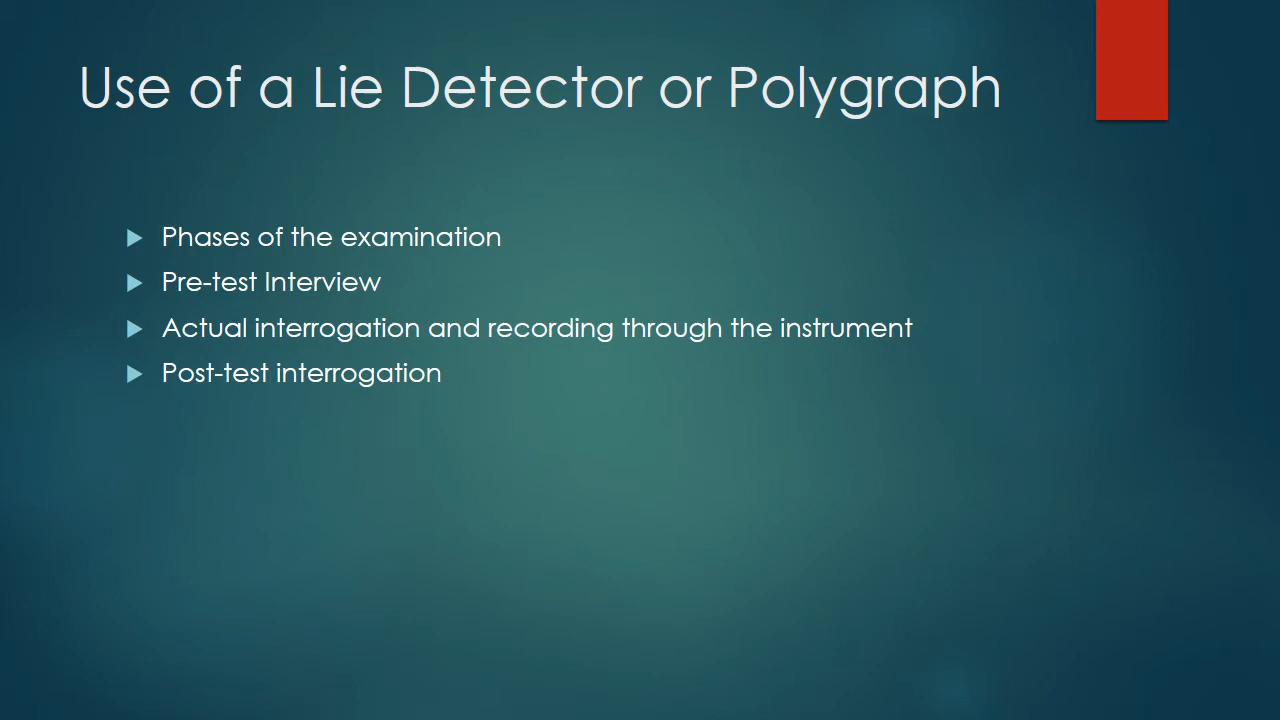 Use of a Lie Detector or Polygraph
Phases of the examination
Pre-test Interview
Actual interrogation and recording through the instrument
Post-test interrogation